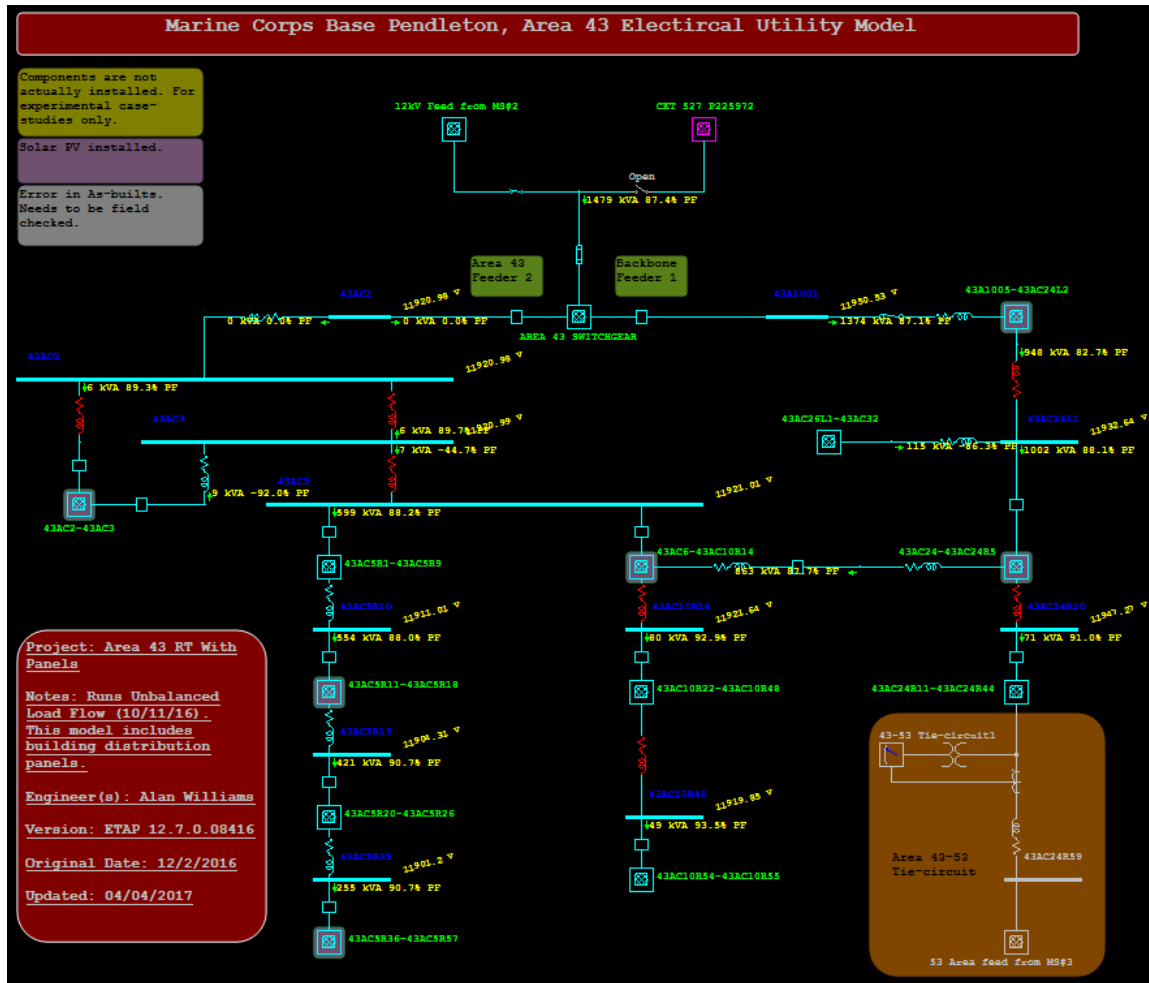 Marine Corps Base Pendleton, Area 43 Electircal Utility Model
Components are not
actually installed. For
experimental case-
studies only.
Solar PV installed.
Error in As-builts.
Needs to be field
checked.
12kV Feed from MS#2
CKT 527 P225972
Open
1479 kVA 87.4% PF
Area 43
Feeder 2
Backbone
Feeder 1
43AC1
11920.98 V
43A1001
11950.53 V
43A1005-43AC24L2
0 kVA 0.0% PF
0 kVA 0.0% PF
1374 kVA 87.1% PF
AREA 43 SWITCHGEAR
948 kVA 82.7% PF
43AC2
11920.98 V
6 kVA 89.3% PF
43AC3
6 kVA 89.7%
11920.99 V
7 kVA -44.7% PF
43AC26L1-43AC32
43AC24L1
11932.64 V
115 kVA -86.3% PF
1002 kVA 88.1% PF
9 kVA -92.0% PF
43AC5
11921.01 V
599 kVA 88.2% PF
43AC2-43AC3
43AC5R1-43AC5R9
43AC6-43AC10R14
863 kVA 87.7% PF
43AC24-43AC24R5
43AC5R10
11911.01 V
554 kVA 88.0% PF
43AC10R16
11921.64 V
80 kVA 92.9% PF
43AC24R10
11947.27 V
71 kVA 91.0% PF
43AC5R11-43AC5R18
43AC10R22-43AC10R48
43AC24R11-43AC24R44
43AC5R19
11904.31 V
421 kVA 90.7% PF
43AC5R20-43AC5R26
43AC10R48
11919.85 V
49 kVA 93.5% PF
43AC5R35
11901.2 V
255 kVA 90.7% PF
43AC10R54-43AC10R55
43AC5R36-43AC5R57
43-53 Tie-circuit1
Area 43-53
Tie-circuit
43AC24R59
53 Area feed from MS#3
Project: Area 43 RT With
Panels
Notes: Runs Unbalanced
Load Flow (10/11/16).
This model includes
building distribution
panels.
Engineer(s): Alan Williams
Version: ETAP 12.7.0.08416
Original Date: 12/2/2016
Updated: 04/04/2017